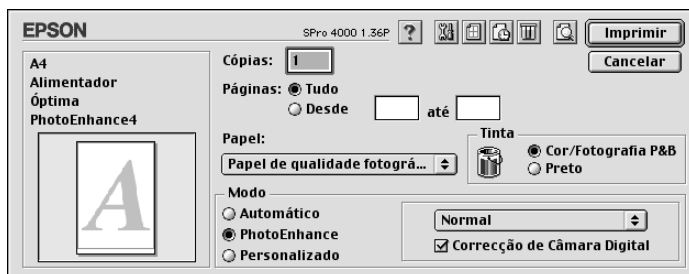 EPSON
SPro 4000 1.36P
?
Imprimir
Cancelar
A4
Alimentador
Óptima
PhotoEnhance4
A
Cópias: 1
Páginas: Tudo
Desde até
Papel:
Papel de qualidade fotográ...
Tinta
Cor/Fotografia P&B
Preto
Modo
Automático
PhotoEnhance
Personalizado
Normal
Correcção de Câmara Digital